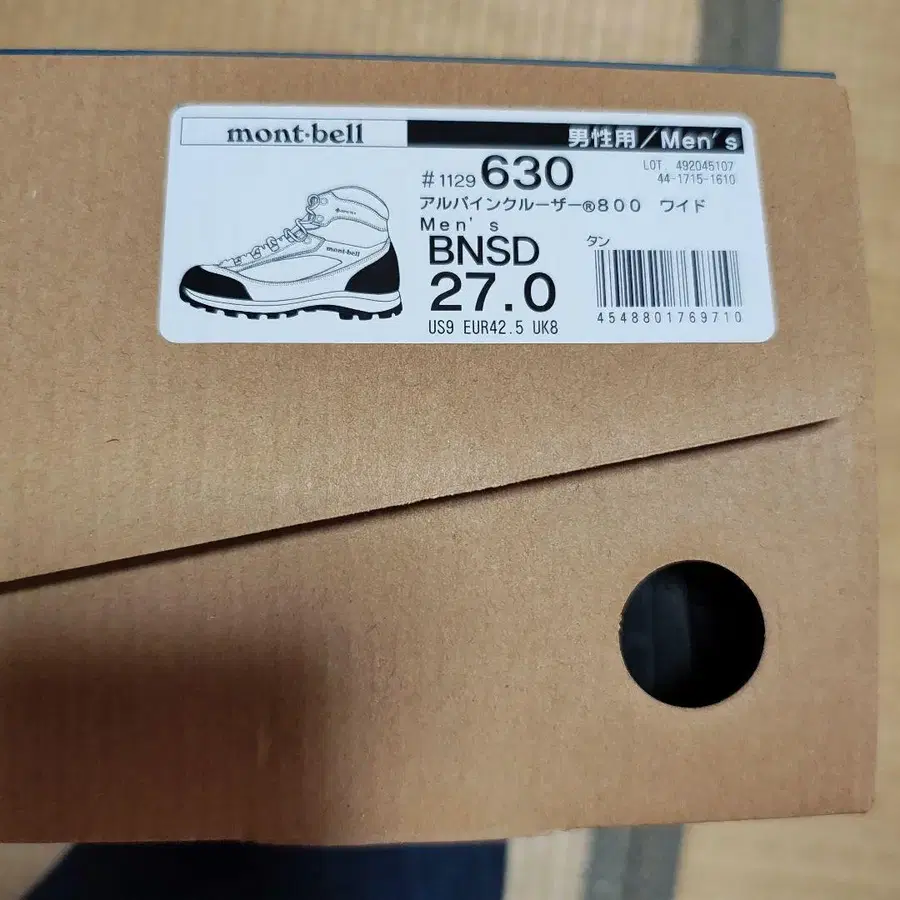 mont·bell
男性用/Men's
LOT. 492045107
44-1715-1610
#1129 630
アルパインクルーザー®800 ワイド
Men's
BNSD
タン
27.0
US9 EUR42.5 UK8
4548801769710
mont-bell